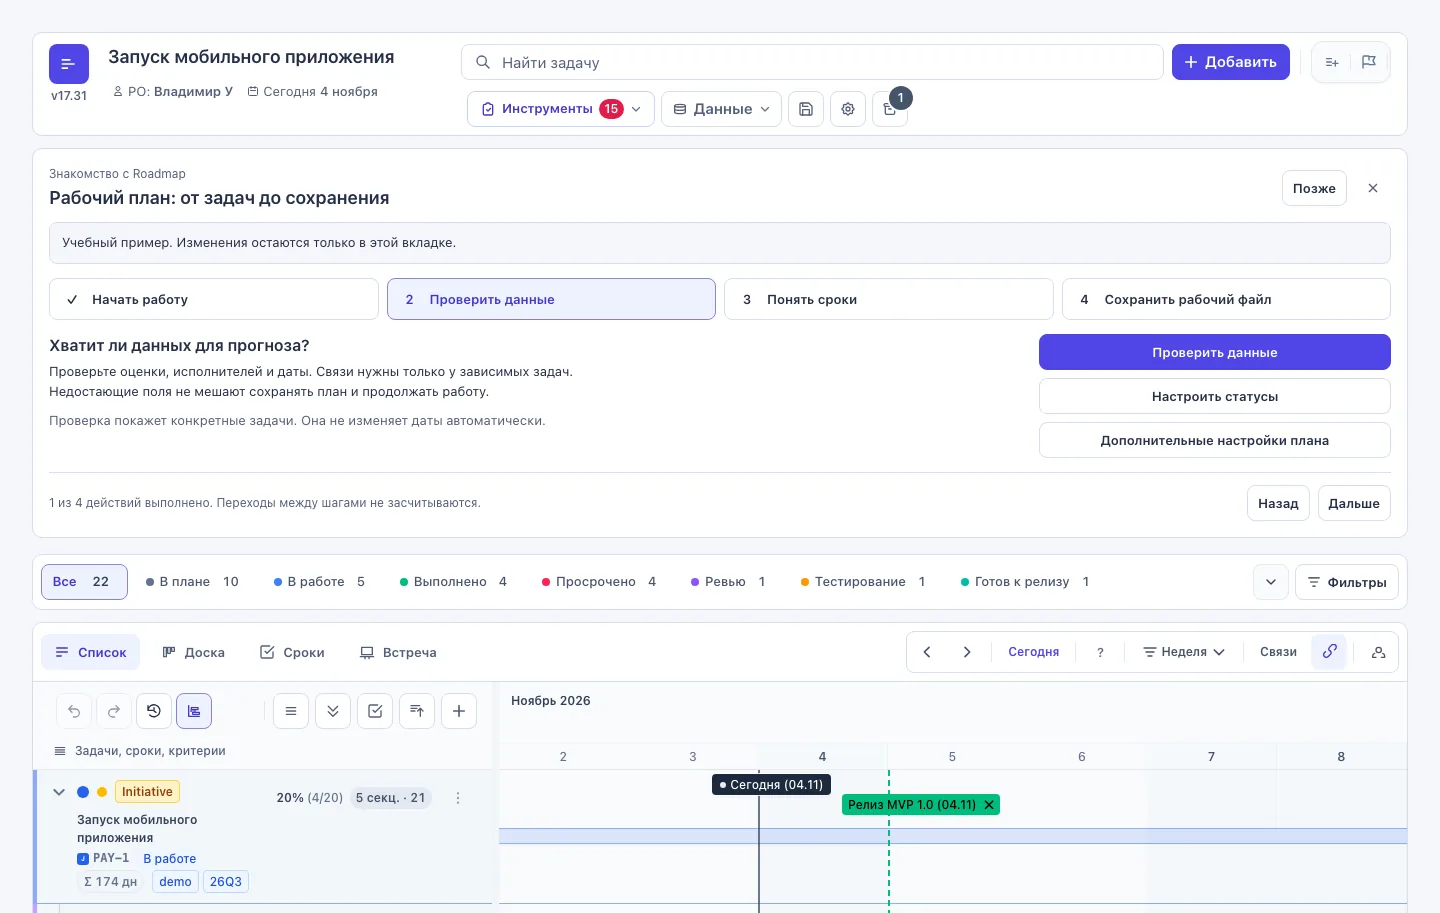 Запуск мобильного приложения
v17.31
PO: Владимир У
Сегодня 4 ноября
Найти задачу
Добавить
Инструменты 15
Данные
1
Знакомство с Roadmap
Рабочий план: от задач до сохранения
Позже
Учебный пример. Изменения остаются только в этой вкладке.
Начать работу
2 Проверить данные
3 Понять сроки
4 Сохранить рабочий файл
Хватит ли данных для прогноза?
Проверьте оценки, исполнителей и даты. Связи нужны только у зависимых задач.
Недостающие поля не мешают сохранять план и продолжать работу.
Проверка покажет конкретные задачи. Она не изменяет даты автоматически.
Проверить данные
Настроить статусы
Дополнительные настройки плана
1 из 4 действий выполнено. Переходы между шагами не засчитываются.
Назад
Дальше
Все 22
В плане 10
В работе 5
Выполнено 4
Просрочено 4
Ревью 1
Тестирование 1
Готов к релизу 1
Фильтры
Список
Доска
Сроки
Встреча
Сегодня
?
Неделя
Связи
Ноябрь 2026
Задачи, сроки, критерии
2 3 4 5 6 7 8
Initiative
20% (4/20)
5 секц. · 21
Запуск мобильного
приложения
PAY-1 В работе
Σ 174 дн
demo
26Q3
Сегодня (04.11)
Релиз MVP 1.0 (04.11)